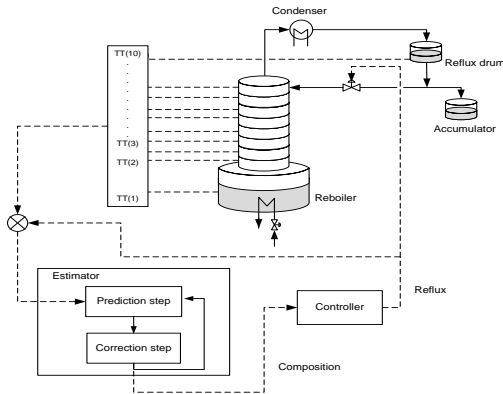 Condenser
TT(10)
Reflux drum
Accumulator
TT(3)
TT(2)
TT(1)
Reboiler
Estimator
Prediction step
Correction step
Controller
Reflux
Composition